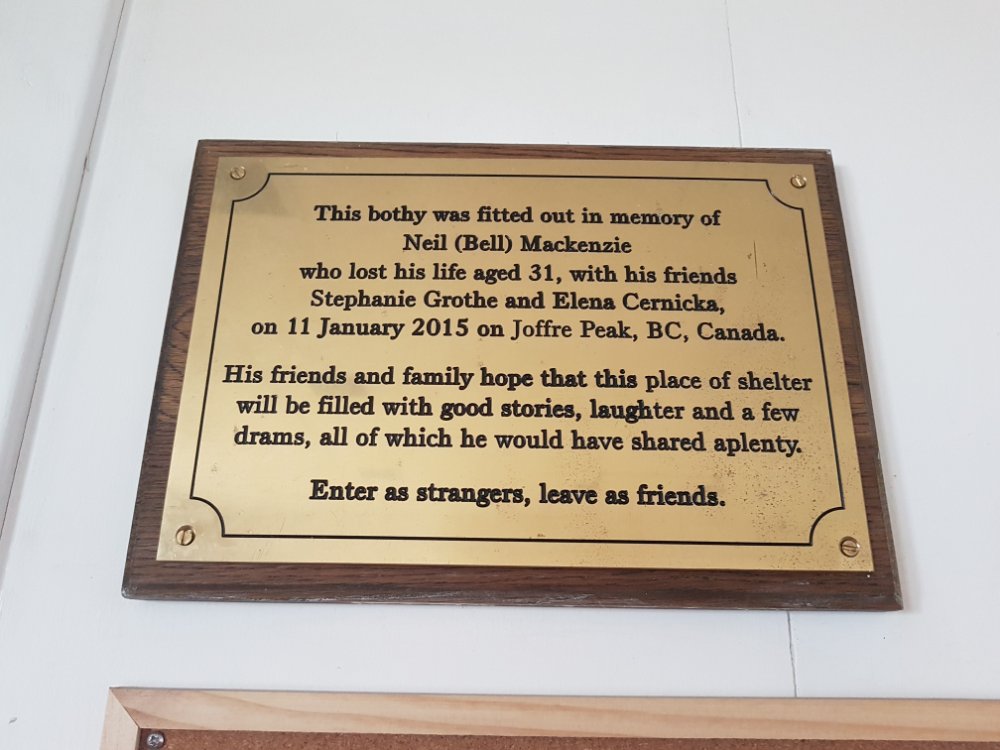 This bothy was fitted out in memory of
Neil (Bell) Mackenzie
who lost his life aged 31, with his friends
Stephanie Grothe and Elena Cernicka,
on 11 January 2015 on Joffre Peak, BC, Canada.
His friends and family hope that this place of shelter
will be filled with good stories, laughter and a few
drams, all of which he would have shared aplenty.
Enter as strangers, leave as friends.